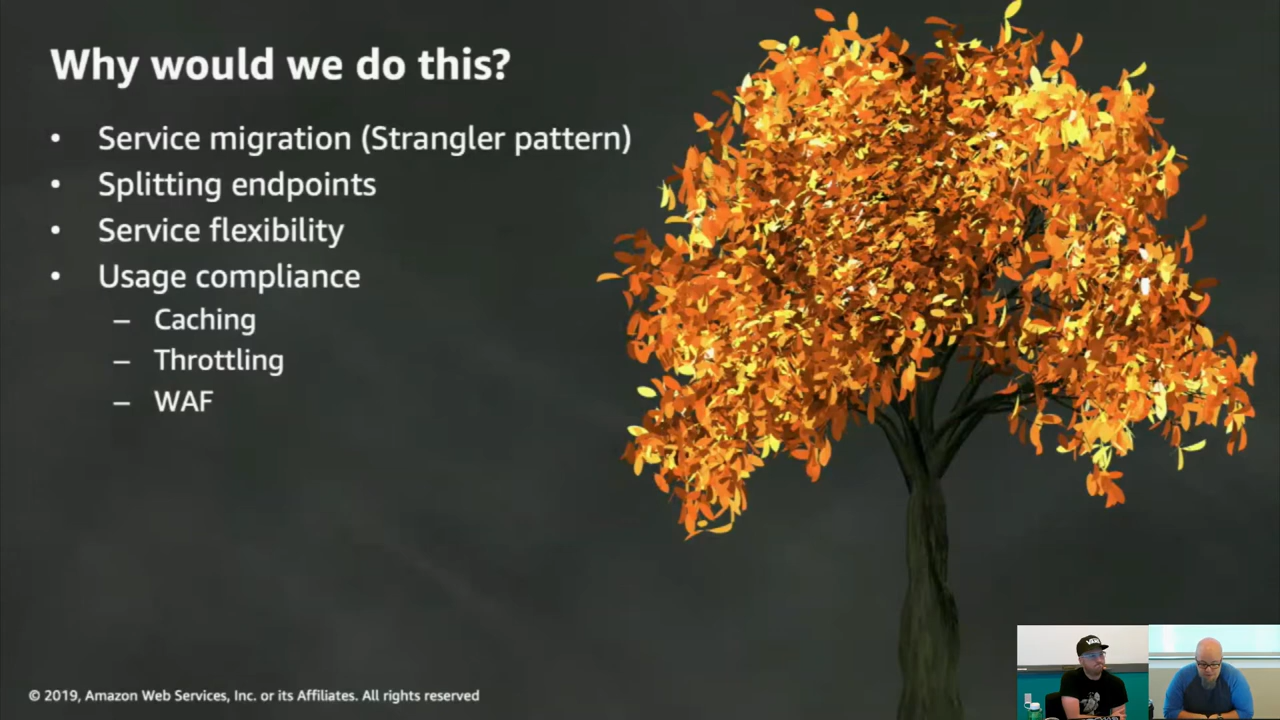 Why would we do this?
• Service migration (Strangler pattern)
• Splitting endpoints
• Service flexibility
• Usage compliance
– Caching
– Throttling
– WAF
© 2019, Amazon Web Services, Inc. or its Affiliates. All rights reserved
VANS